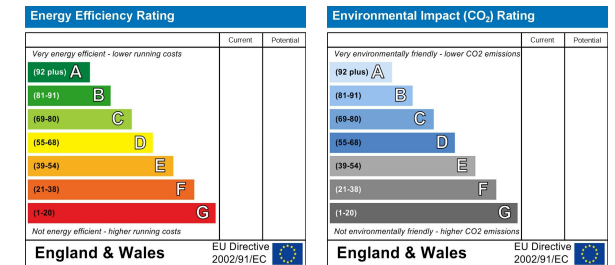 Energy Efficiency Rating
Current Potential
Very energy efficient - lower running costs
(92 plus) A
(81-91) B
(69-80) C
(55-68) D
(39-54) E
(21-38) F
(1-20) G
Not energy efficient - higher running costs
England & Wales
EU Directive
2002/91/EC
Environmental Impact (CO₂) Rating
Current Potential
Very environmentally friendly - lower CO2 emissions
(92 plus) A
(81-91) B
(69-80) C
(55-68) D
(39-54) E
(21-38) F
(1-20) G
Not environmentally friendly - higher CO2 emissions
England & Wales
EU Directive
2002/91/EC